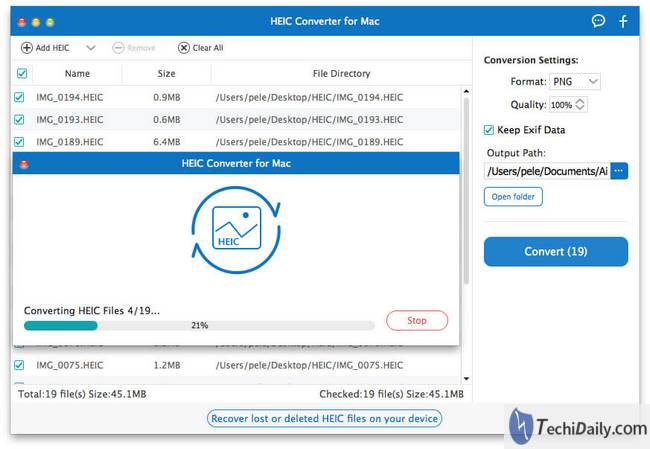 HEIC Converter for Mac
Add HEIC Remove Clear All
Name Size File Directory
IMG_0194.HEIC 0.9MB /Users/pele/Desktop/HEIC/IMG_0194.HEIC
IMG_0193.HEIC 0.6MB /Users/pele/Desktop/HEIC/IMG_0193.HEIC
IMG_0189.HEIC 6.4MB /Users/pele/Desktop/HEIC/IMG_0189.HEIC
HEIC Converter for Mac
HEIC
Converting HEIC Files 4/19...
21%
Stop
IMG_0075.HEIC 1.2MB /Users/pele/Desktop/HEIC/IMG_0075.HEIC
Total:19 file(s) Size:45.1MB Checked:19 file(s) Size:45.1MB
Recover lost or deleted HEIC files on your device
Conversion Settings:
Format: PNG
Quality: 100%
Keep Exif Data
Output Path:
/Users/pele/Documents/Ai ...
Open folder
Convert (19)
TechiDaily.com